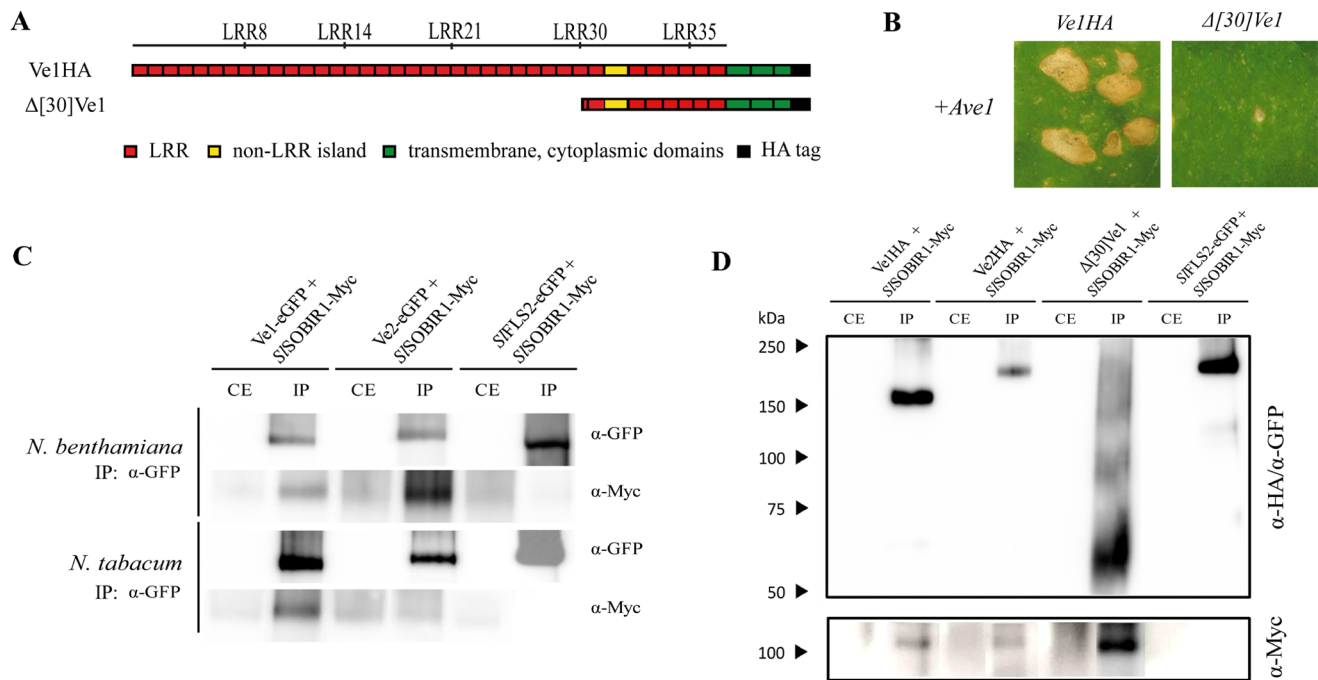 A
LRR8 LRR14 LRR21 LRR30 LRR35
Ve1HA
Δ[30]Ve1
LRR non-LRR island transmembrane, cytoplasmic domains HA tag
B
Ve1HA Δ[30]Ve1
+Ave1
C
Ve1-eGFP +
SlSOBIR1-Myc
Ve2-eGFP +
SlSOBIR1-Myc
SlFLS2-eGFP +
SlSOBIR1-Myc
CE IP CE IP CE IP
N. benthamiana
IP: α-GFP
α-GFP
α-Myc
N. tabacum
IP: α-GFP
α-GFP
α-Myc
D
Ve1HA +
SlSOBIR1-Myc
Ve2HA +
SlSOBIR1-Myc
Δ[30]Ve1 +
SlSOBIR1-Myc
SlFLS2-eGFP +
SlSOBIR1-Myc
kDa
CE IP CE IP CE IP CE IP
250
150
100
75
50
α-HA/α-GFP
100
α-Myc